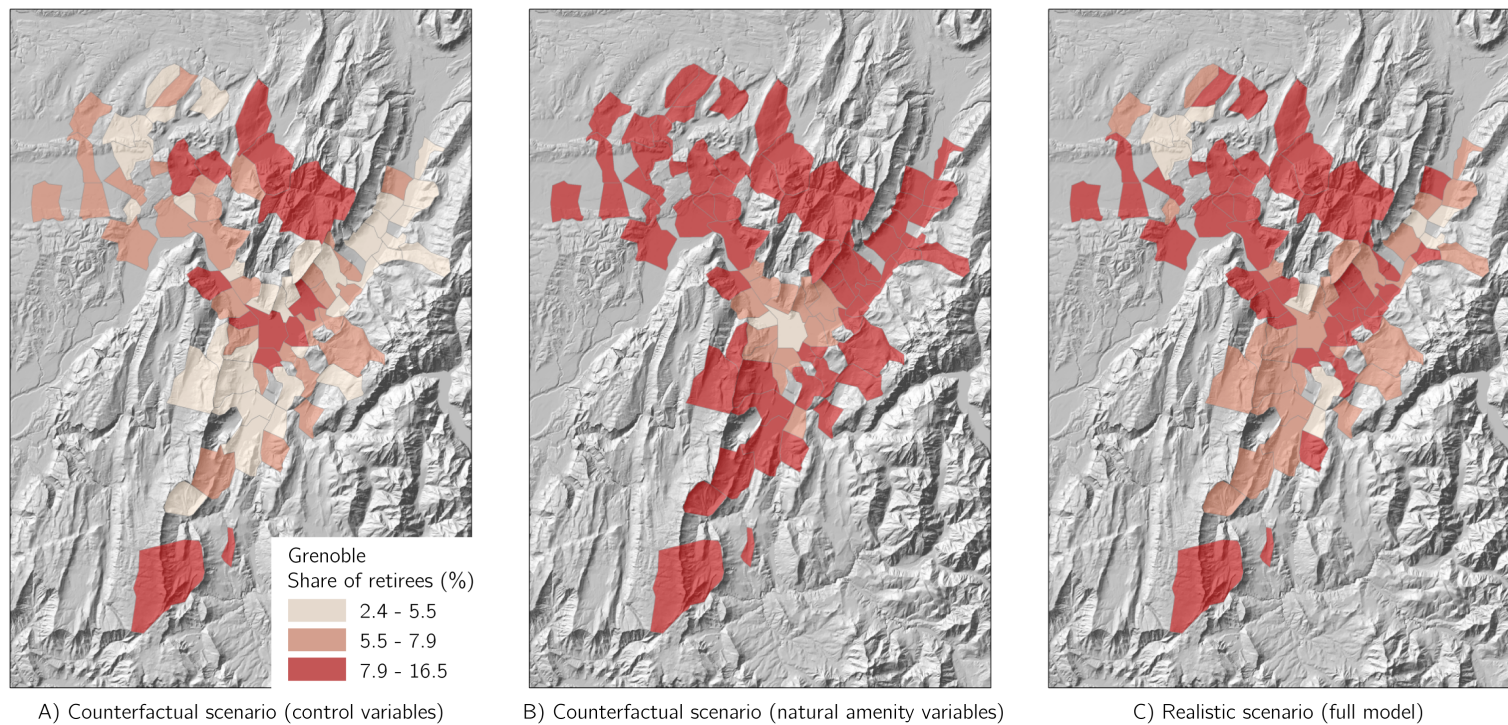 Grenoble
Share of retirees (%)
2.4 - 5.5
5.5 - 7.9
7.9 - 16.5
A) Counterfactual scenario (control variables)
B) Counterfactual scenario (natural amenity variables)
C) Realistic scenario (full model)